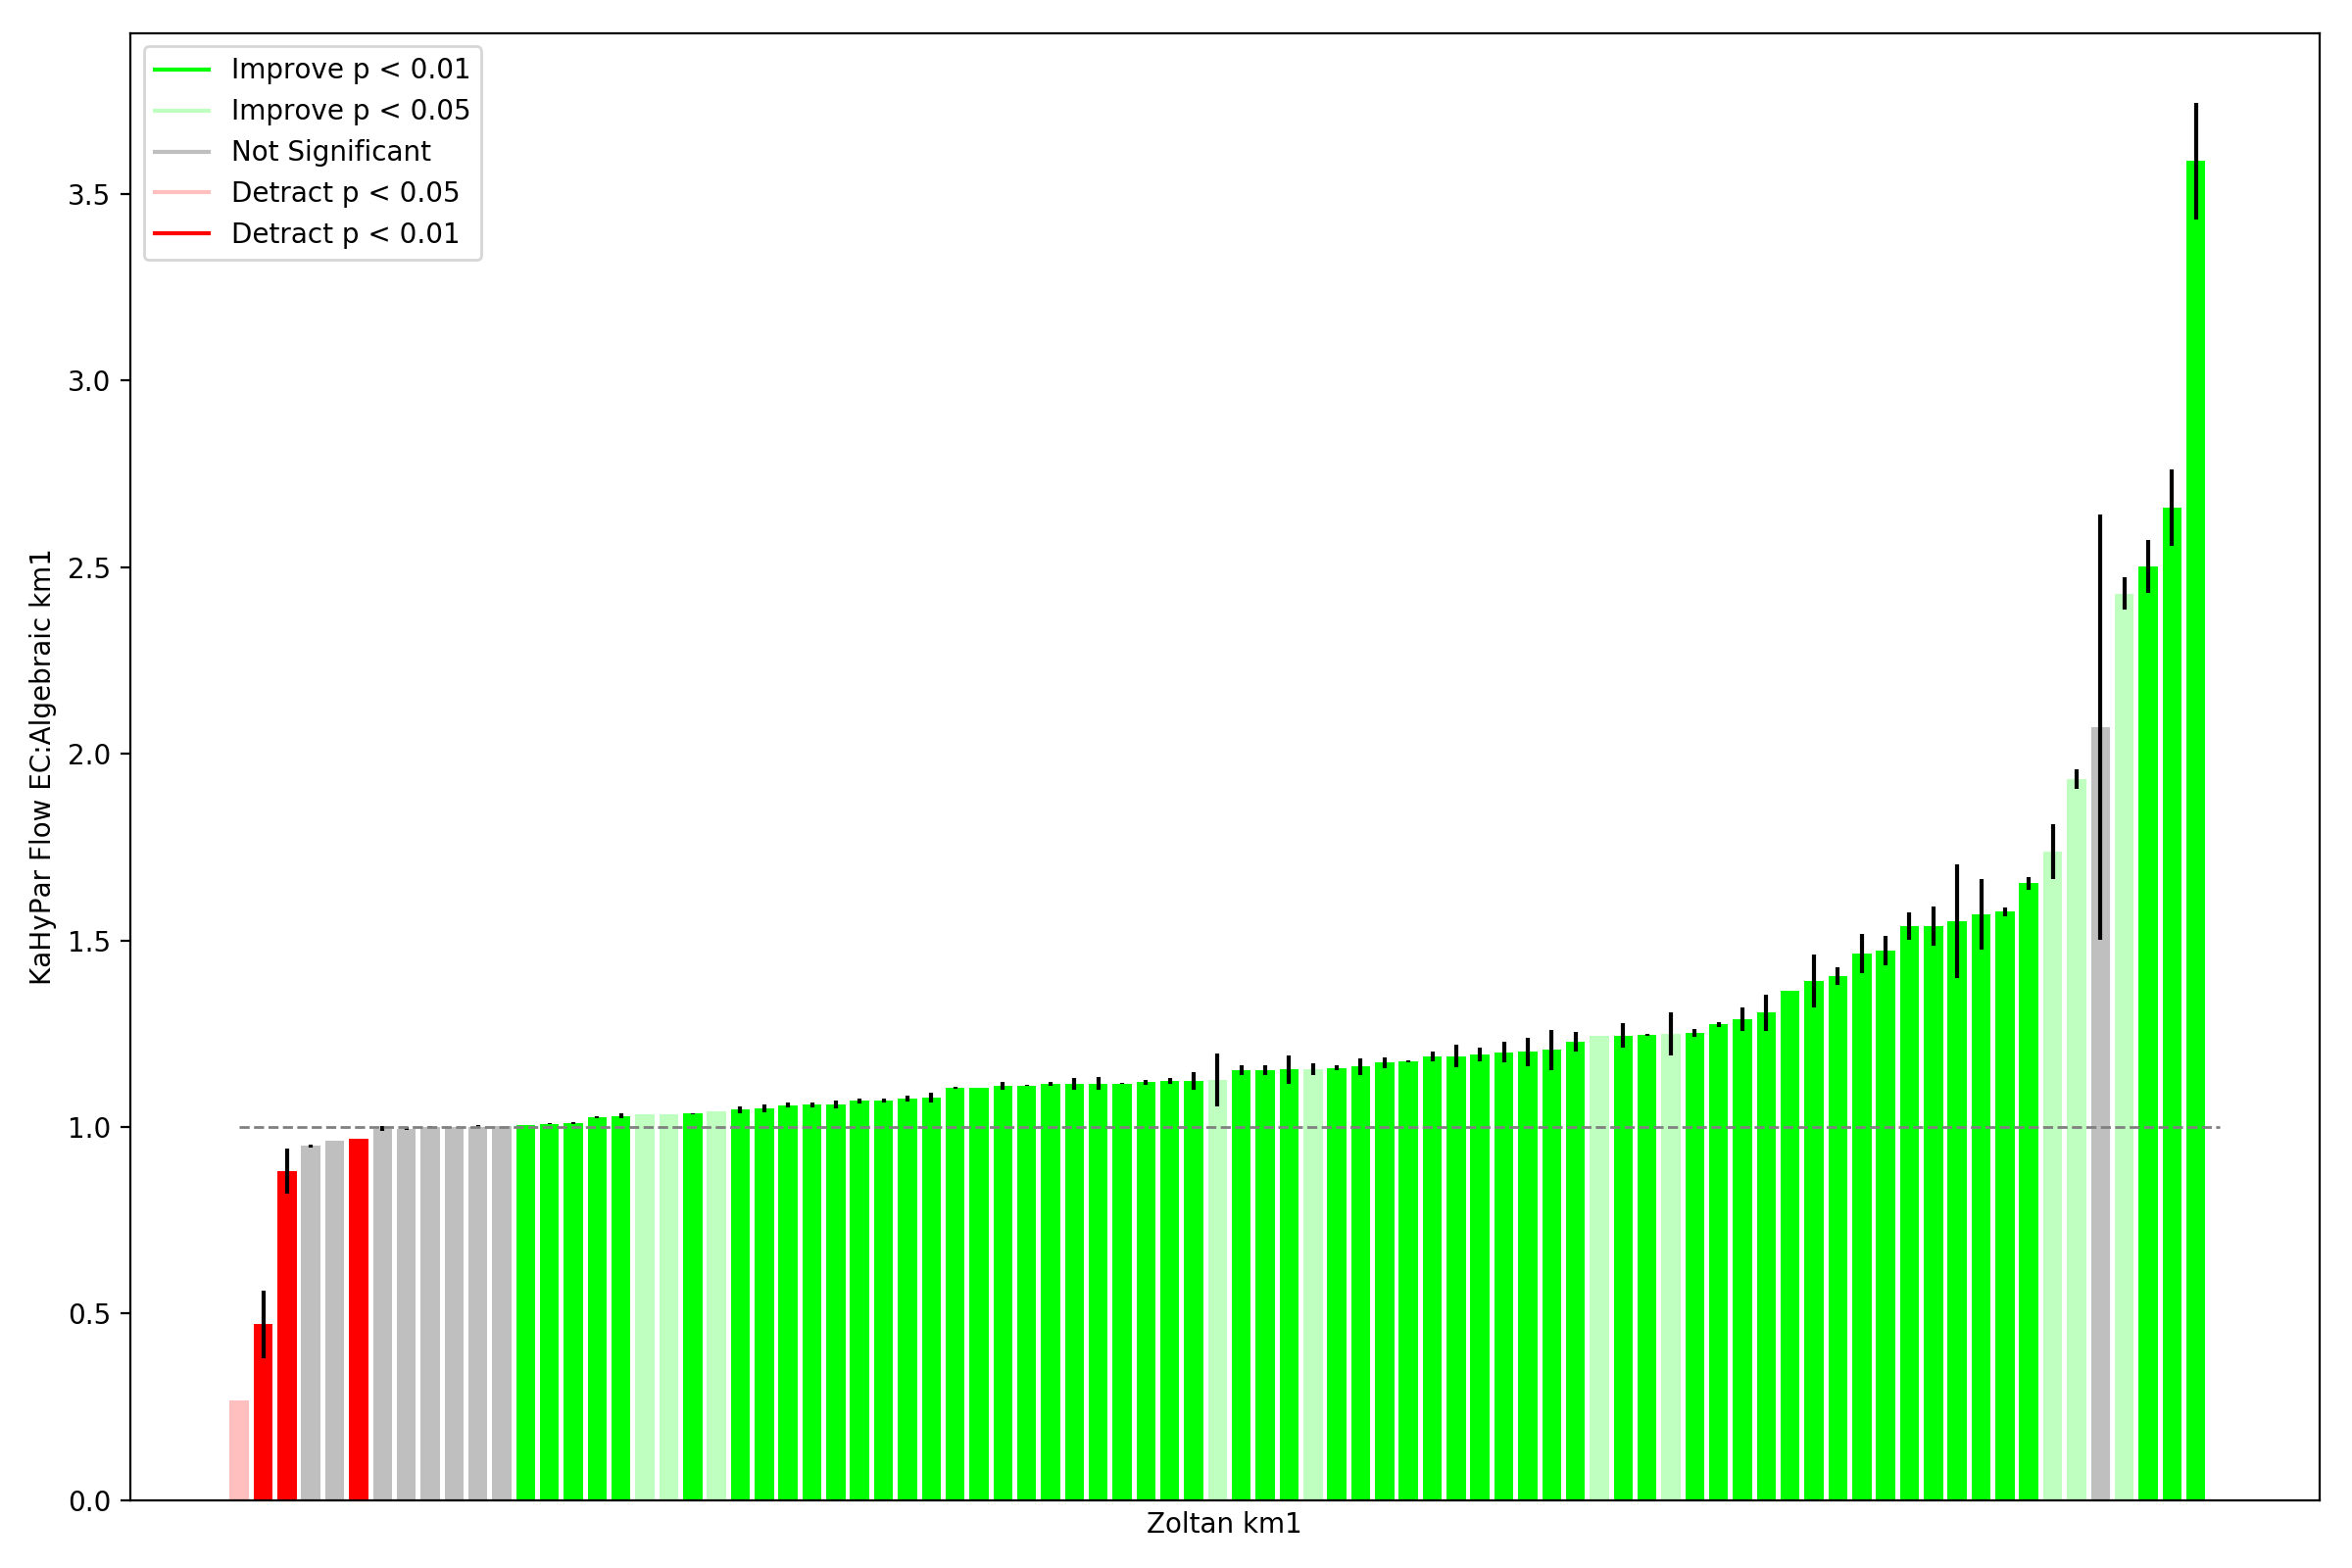 Improve p < 0.01
Improve p < 0.05
Not Significant
Detract p < 0.05
Detract p < 0.01
KaHyPar Flow EC:Algebraic km1
3.5
3.0
2.5
2.0
1.5
1.0
0.5
0.0
Zoltan km1